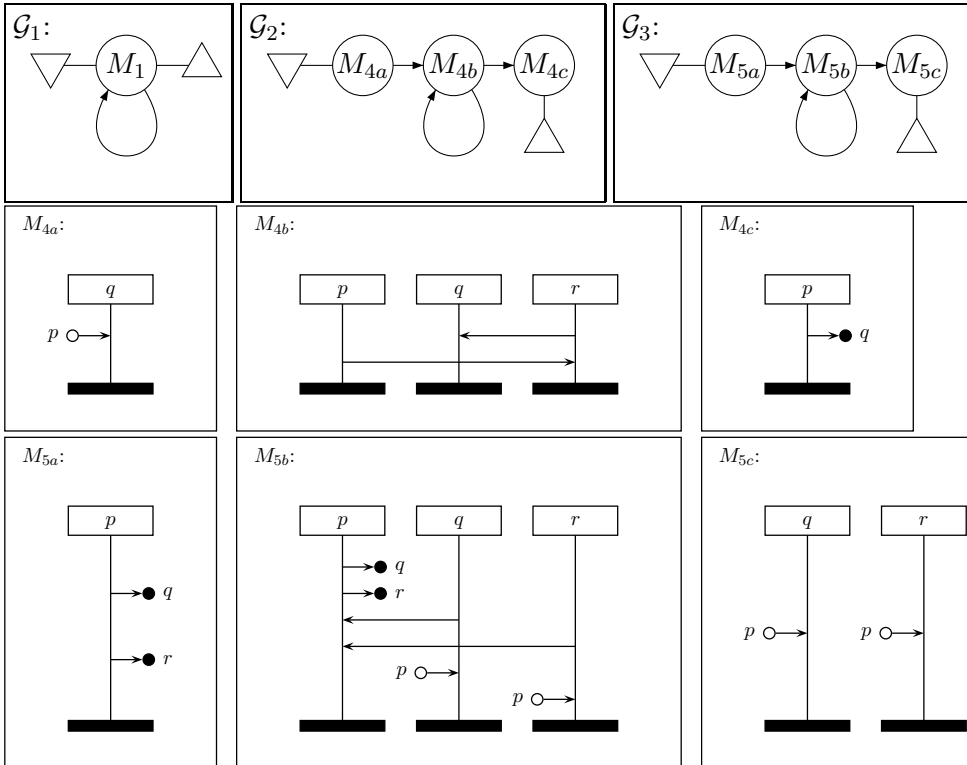 𝒢1:
M1
𝒢2:
M4a M4b M4c
𝒢3:
M5a M5b M5c
M4a:
q
p
M4b:
p q r
M4c:
p
q
M5a:
p
q
r
M5b:
p q r
q
r
p
p
M5c:
q r
p p